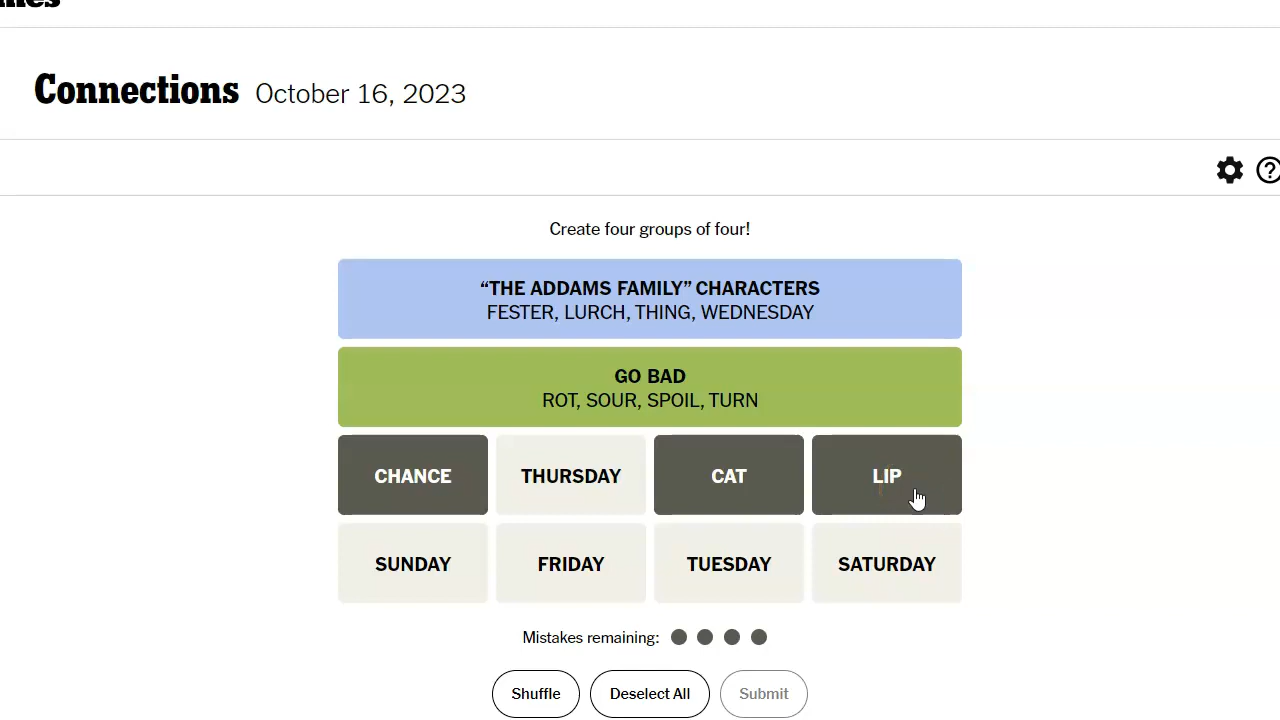 Connections October 16, 2023
Create four groups of four!
“THE ADDAMS FAMILY” CHARACTERS
FESTER, LURCH, THING, WEDNESDAY
GO BAD
ROT, SOUR, SPOIL, TURN
CHANCE THURSDAY CAT LIP
SUNDAY FRIDAY TUESDAY SATURDAY
Mistakes remaining:
Shuffle Deselect All Submit